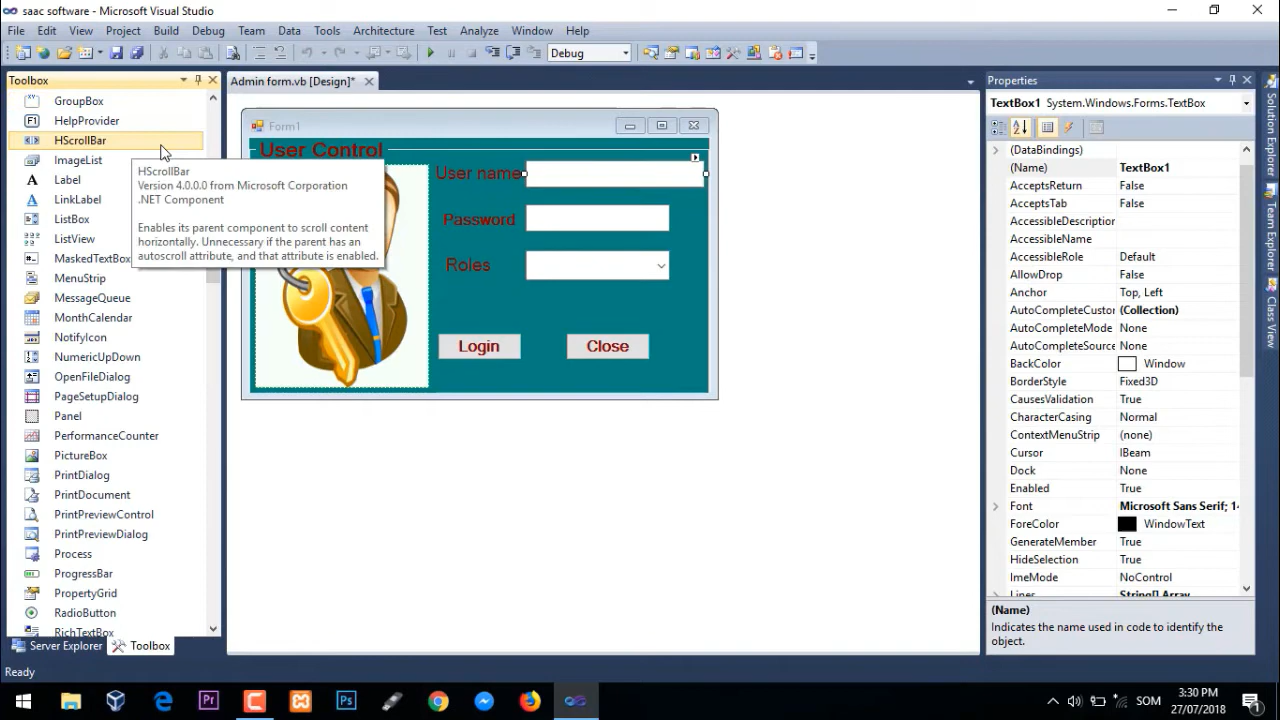 saac software - Microsoft Visual Studio
File Edit View Project Build Debug Team Data Tools Architecture Test Analyze Window Help
Debug
Toolbox
GroupBox
HelpProvider
HScrollBar
ImageList
Label
LinkLabel
ListBox
ListView
MaskedTextBox
MenuStrip
MessageQueue
MonthCalendar
NotifyIcon
NumericUpDown
OpenFileDialog
PageSetupDialog
Panel
PerformanceCounter
PictureBox
PrintDialog
PrintDocument
PrintPreviewControl
PrintPreviewDialog
Process
ProgressBar
PropertyGrid
RadioButton
RichTextBox
Server Explorer Toolbox
HScrollBar
Version 4.0.0.0 from Microsoft Corporation
.NET Component
Enables its parent component to scroll content
horizontally. Unnecessary if the parent has an
autoscroll attribute, and that attribute is enabled.
Admin form.vb [Design]*
Form1
User Control
User name
Password
Roles
Login Close
Properties
TextBox1 System.Windows.Forms.TextBox
(DataBindings)
(Name) TextBox1
AcceptsReturn False
AcceptsTab False
AccessibleDescription
AccessibleName
AccessibleRole Default
AllowDrop False
Anchor Top, Left
AutoCompleteCustor (Collection)
AutoCompleteMode None
AutoCompleteSource None
BackColor Window
BorderStyle Fixed3D
CausesValidation True
CharacterCasing Normal
ContextMenuStrip (none)
Cursor IBeam
Dock None
Enabled True
Font Microsoft Sans Serif; 1
ForeColor WindowText
GenerateMember True
HideSelection True
ImeMode NoControl
Lines String[] Array
(Name)
Indicates the name used in code to identify the
object.
Solution Explorer
Team Explorer
Class View
Ready
SOM
3:30 PM
27/07/2018